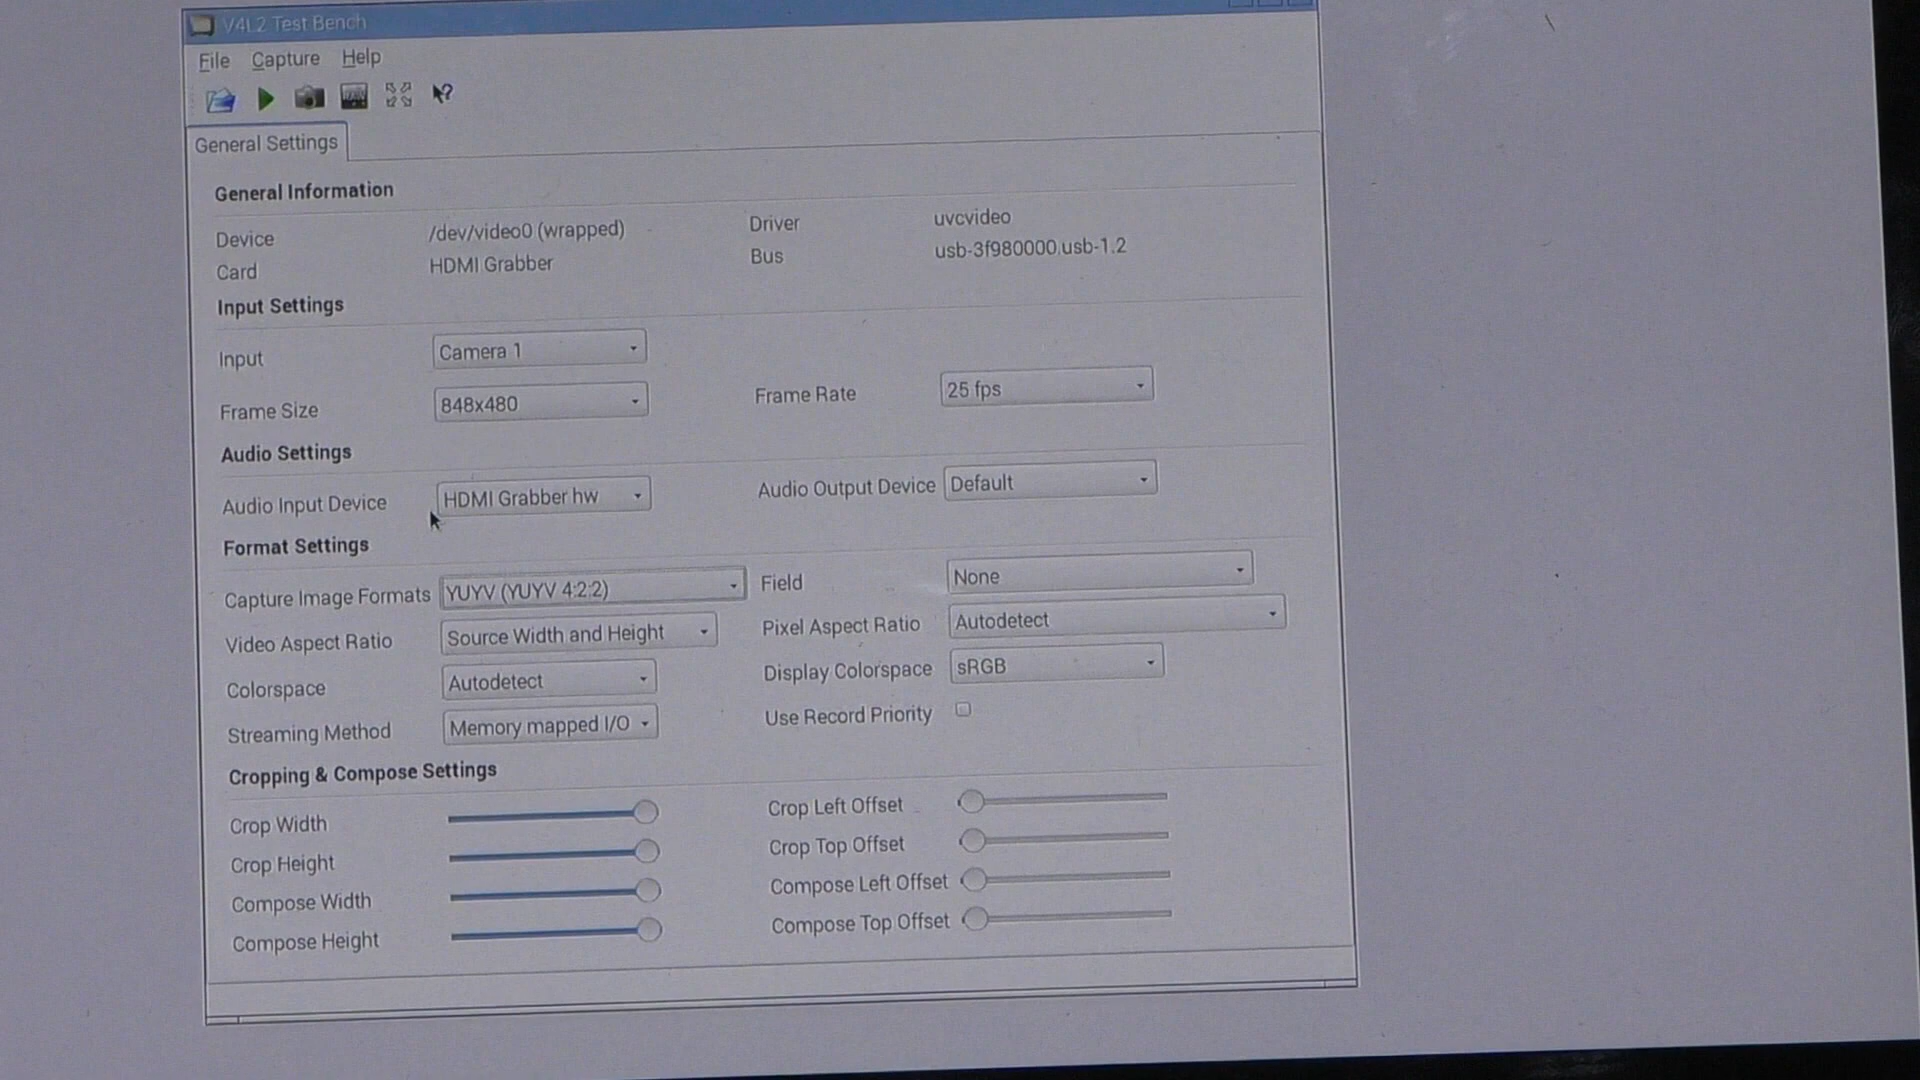 V4L2 Test Bench
File Capture Help
General Settings
General Information
Device /dev/video0 (wrapped) Driver uvcvideo
Card HDMI Grabber Bus usb-3f980000.usb-1.2
Input Settings
Input Camera 1
Frame Size 848x480 Frame Rate 25 fps
Audio Settings
Audio Input Device HDMI Grabber hw Audio Output Device Default
Format Settings
Capture Image Formats YUYV (YUYV 4:2:2) Field None
Video Aspect Ratio Source Width and Height Pixel Aspect Ratio Autodetect
Colorspace Autodetect Display Colorspace sRGB
Streaming Method Memory mapped I/O Use Record Priority
Cropping & Compose Settings
Crop Width Crop Left Offset
Crop Height Crop Top Offset
Compose Width Compose Left Offset
Compose Height Compose Top Offset